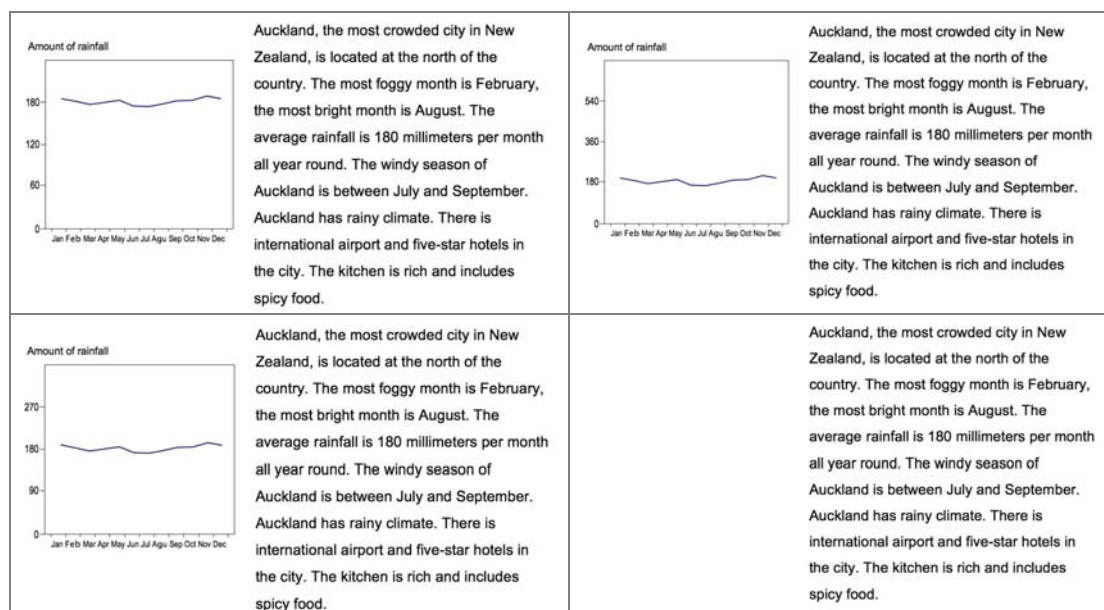 Amount of rainfall
180
120
60
0
Jan Feb Mar Apr May Jun Jul Agu Sep Oct Nov Dec
Auckland, the most crowded city in New
Zealand, is located at the north of the
country. The most foggy month is February,
the most bright month is August. The
average rainfall is 180 millimeters per month
all year round. The windy season of
Auckland is between July and September.
Auckland has rainy climate. There is
international airport and five-star hotels in
the city. The kitchen is rich and includes
spicy food.
Amount of rainfall
540
360
180
0
Jan Feb Mar Apr May Jun Jul Agu Sep Oct Nov Dec
Auckland, the most crowded city in New
Zealand, is located at the north of the
country. The most foggy month is February,
the most bright month is August. The
average rainfall is 180 millimeters per month
all year round. The windy season of
Auckland is between July and September.
Auckland has rainy climate. There is
international airport and five-star hotels in
the city. The kitchen is rich and includes
spicy food.
Amount of rainfall
270
180
90
0
Jan Feb Mar Apr May Jun Jul Agu Sep Oct Nov Dec
Auckland, the most crowded city in New
Zealand, is located at the north of the
country. The most foggy month is February,
the most bright month is August. The
average rainfall is 180 millimeters per month
all year round. The windy season of
Auckland is between July and September.
Auckland has rainy climate. There is
international airport and five-star hotels in
the city. The kitchen is rich and includes
spicy food.
Auckland, the most crowded city in New
Zealand, is located at the north of the
country. The most foggy month is February,
the most bright month is August. The
average rainfall is 180 millimeters per month
all year round. The windy season of
Auckland is between July and September.
Auckland has rainy climate. There is
international airport and five-star hotels in
the city. The kitchen is rich and includes
spicy food.